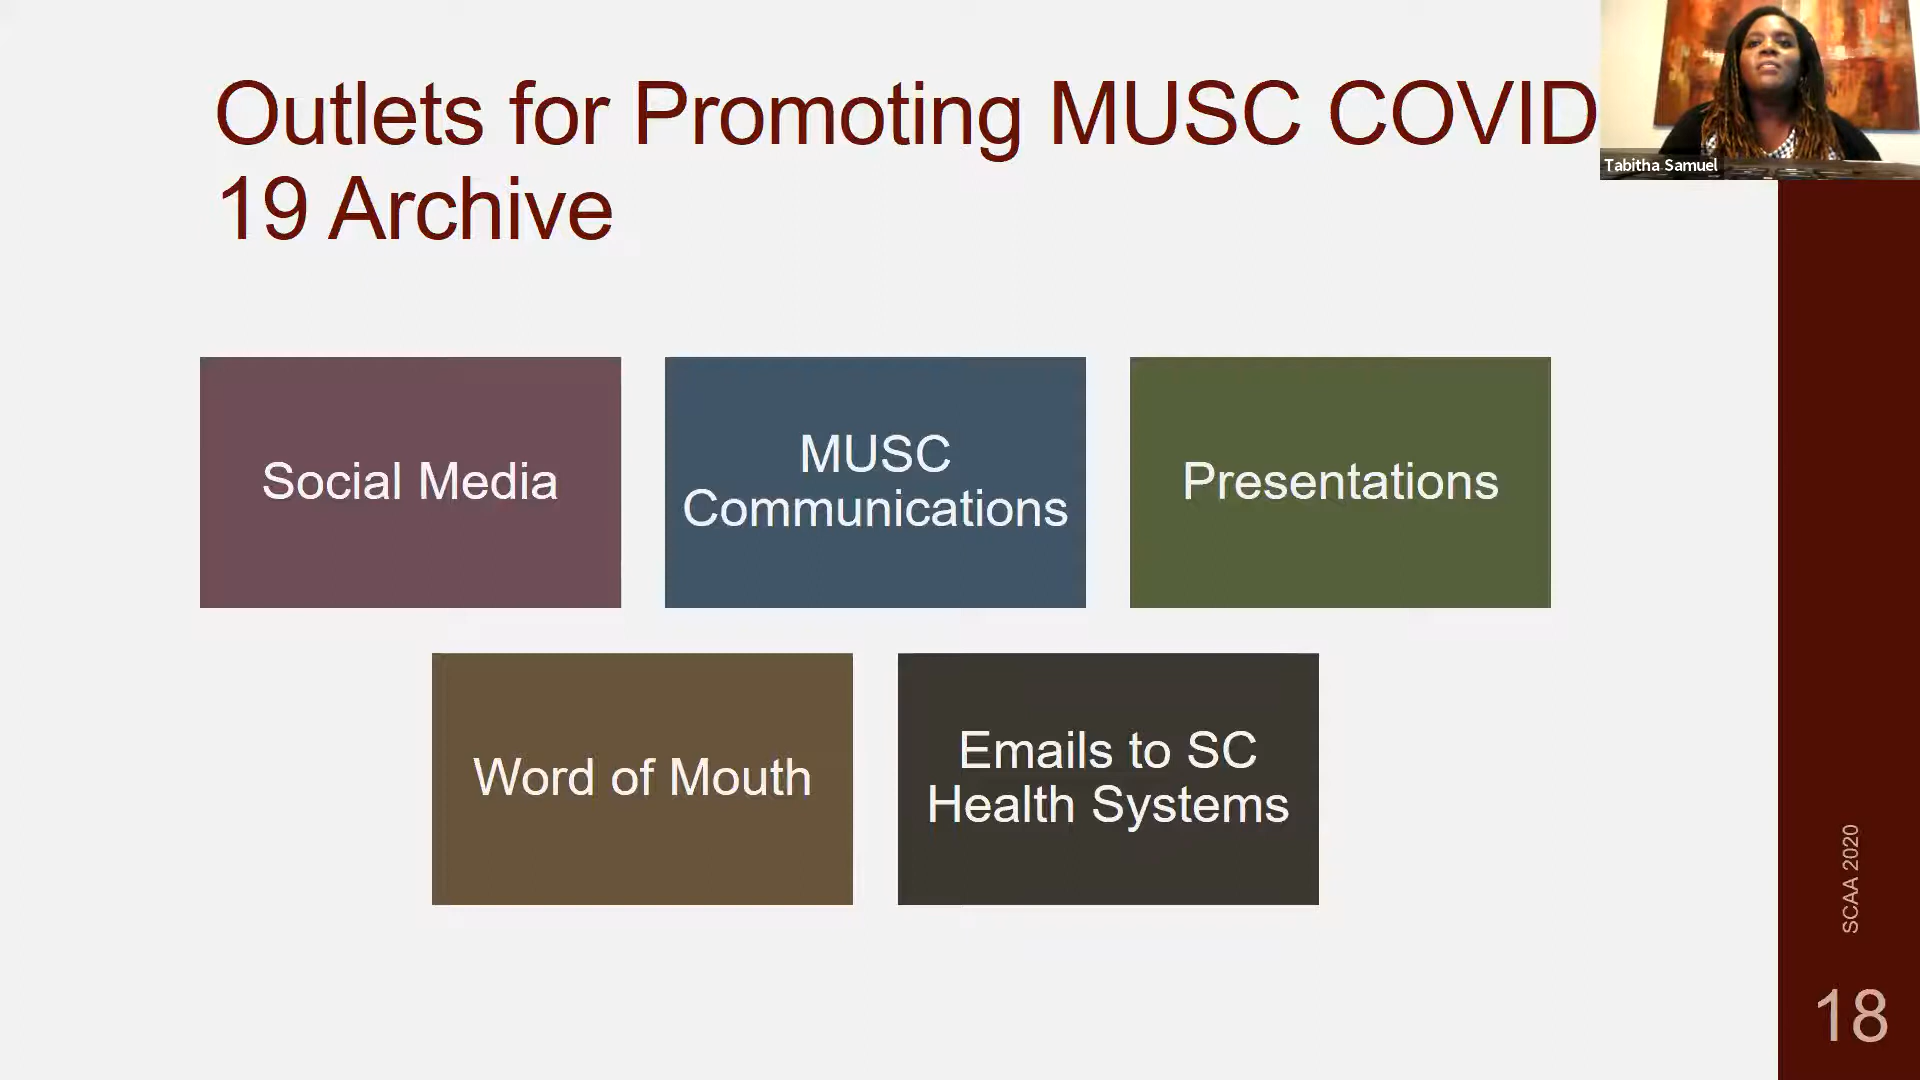 Outlets for Promoting MUSC COVID
19 Archive
Tabitha Samuel
Social Media
MUSC
Communications
Presentations
Word of Mouth
Emails to SC
Health Systems
SCAA 2020
18